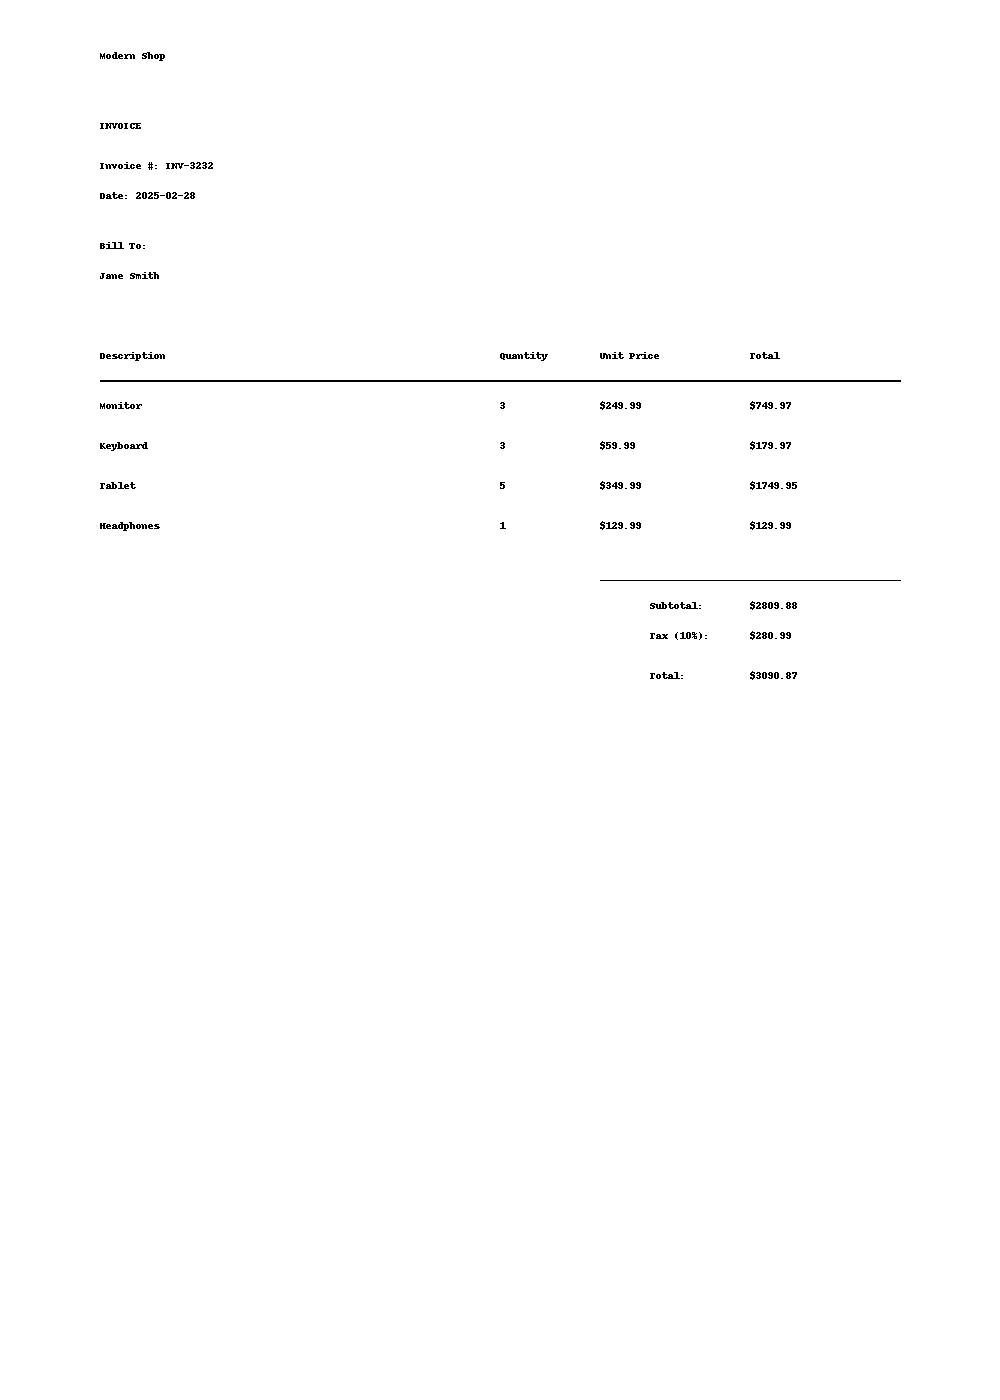 Modern Shop
INVOICE
Invoice #: INV-3232
Date: 2025-02-28
Bill To:
Jane Smith
Description Quantity Unit Price Total
Monitor 3 $249.99 $749.97
Keyboard 3 $59.99 $179.97
Tablet 5 $349.99 $1749.95
Headphones 1 $129.99 $129.99
Subtotal: $2809.88
Tax (10%): $280.99
Total: $3090.87